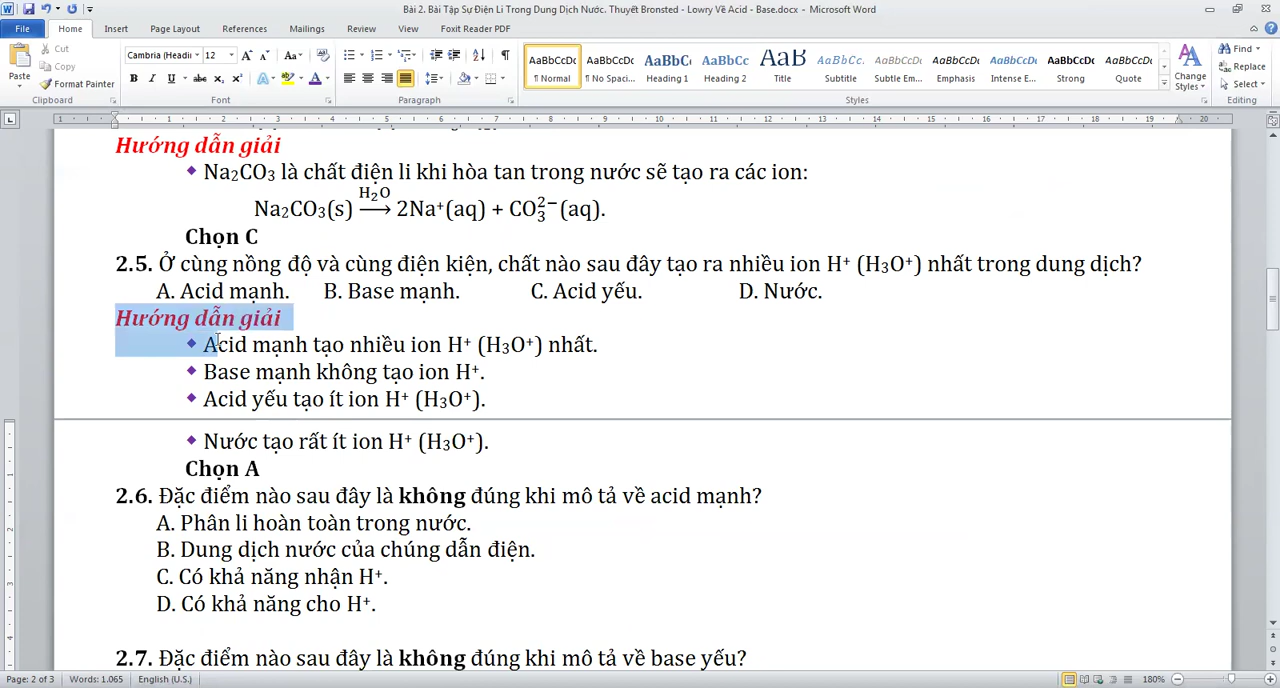 Bài 2. Bài Tập Sự Điện Li Trong Dung Dịch Nước. Thuyết Bronsted - Lowry Về Acid - Base.docx - Microsoft Word
File Home Insert Page Layout References Mailings Review View Foxit Reader PDF
Paste Cut Copy Format Painter Clipboard
Cambria (Headi 12 Font
Paragraph
AaBbCcDc ¶ Normal
AaBbCcDc ¶ No Spaci...
AaBbC Heading 1
AaBbCc Heading 2
AaB Title
AaBbCc. Subtitle
AaBbCcDc Subtle Em...
AaBbCcDc Emphasis
AaBbCcDc Intense E...
AaBbCcDc Strong
AaBbCcDc Quote
Change Styles Styles
Find Replace Select Editing
Hướng dẫn giải
Na₂CO₃ là chất điện li khi hòa tan trong nước sẽ tạo ra các ion:
H₂O
Na₂CO₃(s) ⟶ 2Na⁺(aq) + CO₃²⁻(aq).
Chọn C
2.5. Ở cùng nồng độ và cùng điện kiện, chất nào sau đây tạo ra nhiều ion H⁺ (H₃O⁺) nhất trong dung dịch?
A. Acid mạnh. B. Base mạnh. C. Acid yếu. D. Nước.
Hướng dẫn giải
Acid mạnh tạo nhiều ion H⁺ (H₃O⁺) nhất.
Base mạnh không tạo ion H⁺.
Acid yếu tạo ít ion H⁺ (H₃O⁺).
Nước tạo rất ít ion H⁺ (H₃O⁺).
Chọn A
2.6. Đặc điểm nào sau đây là không đúng khi mô tả về acid mạnh?
A. Phân li hoàn toàn trong nước.
B. Dung dịch nước của chúng dẫn điện.
C. Có khả năng nhận H⁺.
D. Có khả năng cho H⁺.
2.7. Đặc điểm nào sau đây là không đúng khi mô tả về base yếu?
Page: 2 of 3 Words: 1.065 English (U.S.) 180%